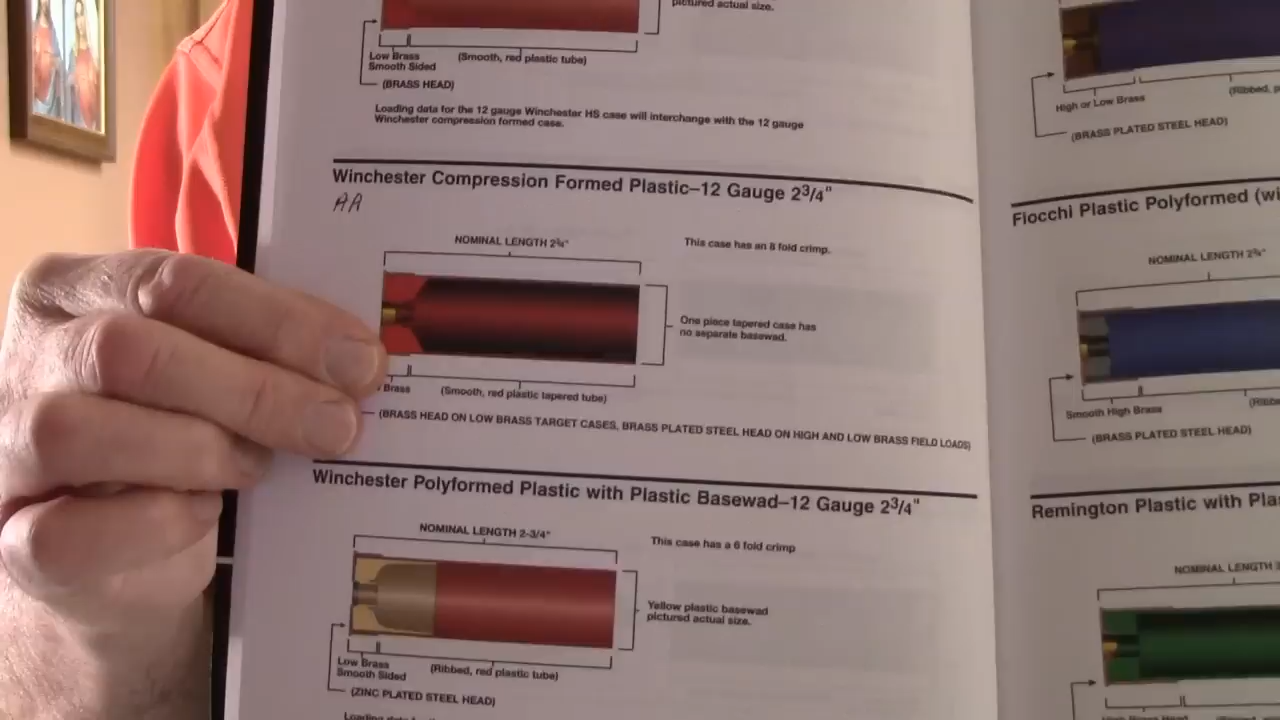 pictured actual size.
Low Brass
Smooth Sided
(Smooth, red plastic tube)
(BRASS HEAD)
Loading data for the 12 gauge Winchester HS case will interchange with the 12 gauge
Winchester compression formed case.
Winchester Compression Formed Plastic–12 Gauge 2¾"
AA
NOMINAL LENGTH 2¾"
This case has an 8 fold crimp.
One piece tapered case has
no separate basewad.
Brass
(Smooth, red plastic tapered tube)
(BRASS HEAD ON LOW BRASS TARGET CASES, BRASS PLATED STEEL HEAD ON HIGH AND LOW BRASS FIELD LOADS)
Winchester Polyformed Plastic with Plastic Basewad–12 Gauge 2¾"
NOMINAL LENGTH 2-3/4"
This case has a 6 fold crimp
Yellow plastic basewad
pictured actual size.
Low Brass
Smooth Sided
(Ribbed, red plastic tube)
(ZINC PLATED STEEL HEAD)
Loading data for the
High or Low Brass
(Ribbed, p
(BRASS PLATED STEEL HEAD)
Fiocchi Plastic Polyformed (wi
NOMINAL LENGTH 2¾"
Smooth High Brass
(Ribbe
(BRASS PLATED STEEL HEAD)
Remington Plastic with Pla
NOMINAL LENGTH